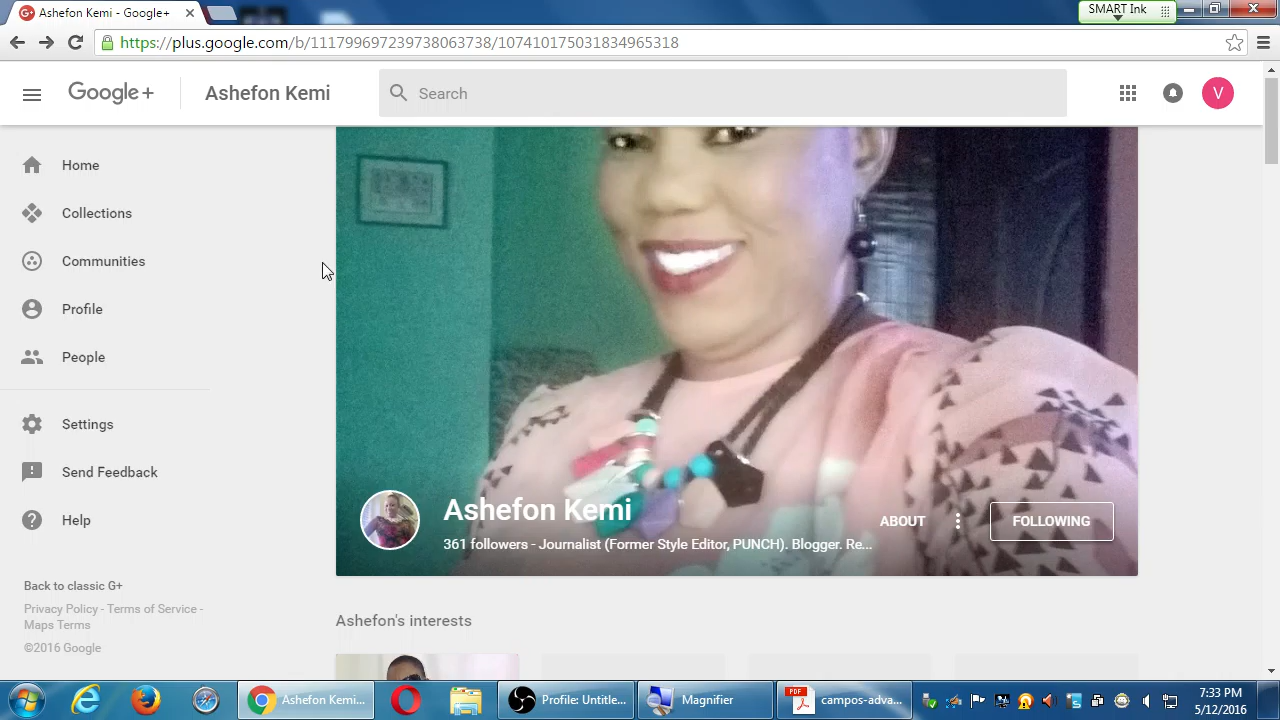 Ashefon Kemi - Google+
SMART Ink
https://plus.google.com/b/111799697239738063738/107410175031834965318
Google+
Ashefon Kemi
Search
V
Home
Collections
Communities
Profile
People
Settings
Send Feedback
Help
Back to classic G+
Privacy Policy - Terms of Service -
Maps Terms
©2016 Google
Ashefon Kemi
361 followers - Journalist (Former Style Editor, PUNCH). Blogger. Re...
ABOUT
FOLLOWING
Ashefon's interests
Ashefon Kemi...
Profile: Untitle...
Magnifier
PDF
campos-adva...
7:33 PM
5/12/2016